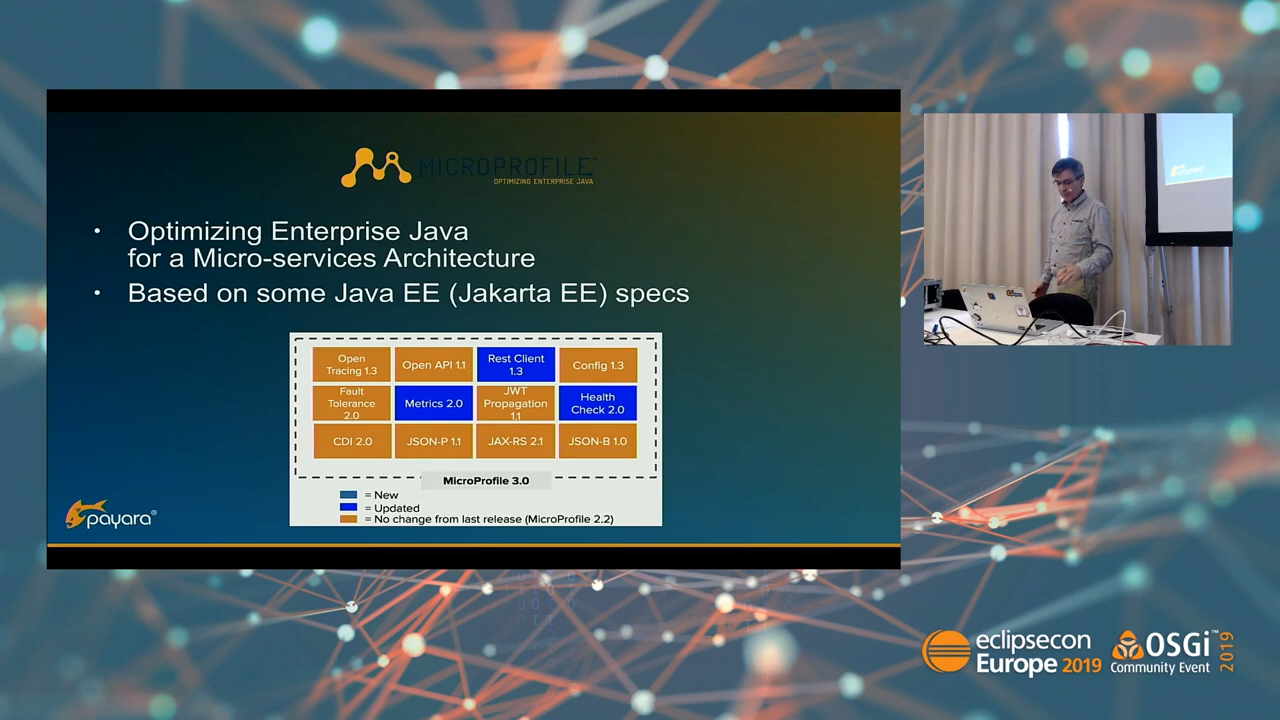 MICROPROFILE™
OPTIMIZING ENTERPRISE JAVA
• Optimizing Enterprise Java
for a Micro-services Architecture
• Based on some Java EE (Jakarta EE) specs
Open
Tracing 1.3
Open API 1.1
Rest Client
1.3
Config 1.3
Fault
Tolerance
2.0
Metrics 2.0
JWT
Propagation
1.1
Health
Check 2.0
CDI 2.0
JSON-P 1.1
JAX-RS 2.1
JSON-B 1.0
MicroProfile 3.0
= New
= Updated
= No change from last release (MicroProfile 2.2)
payara®
payara
eclipsecon
Europe 2019
OSGi™
Community Event
2019